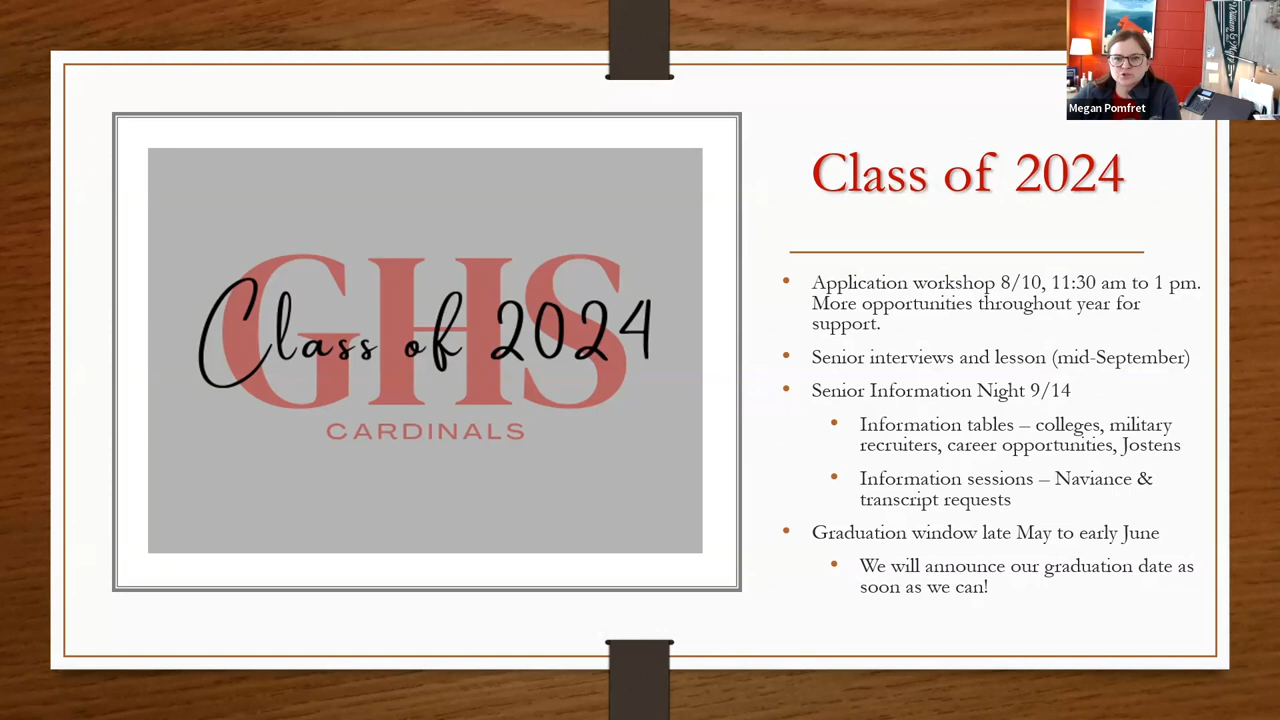 Megan Pomfret
GHS
Class of 2024
CARDINALS
Class of 2024
• Application workshop 8/10, 11:30 am to 1 pm.
More opportunities throughout year for
support.
• Senior interviews and lesson (mid-September)
• Senior Information Night 9/14
• Information tables – colleges, military
recruiters, career opportunities, Jostens
• Information sessions – Naviance &
transcript requests
• Graduation window late May to early June
• We will announce our graduation date as
soon as we can!